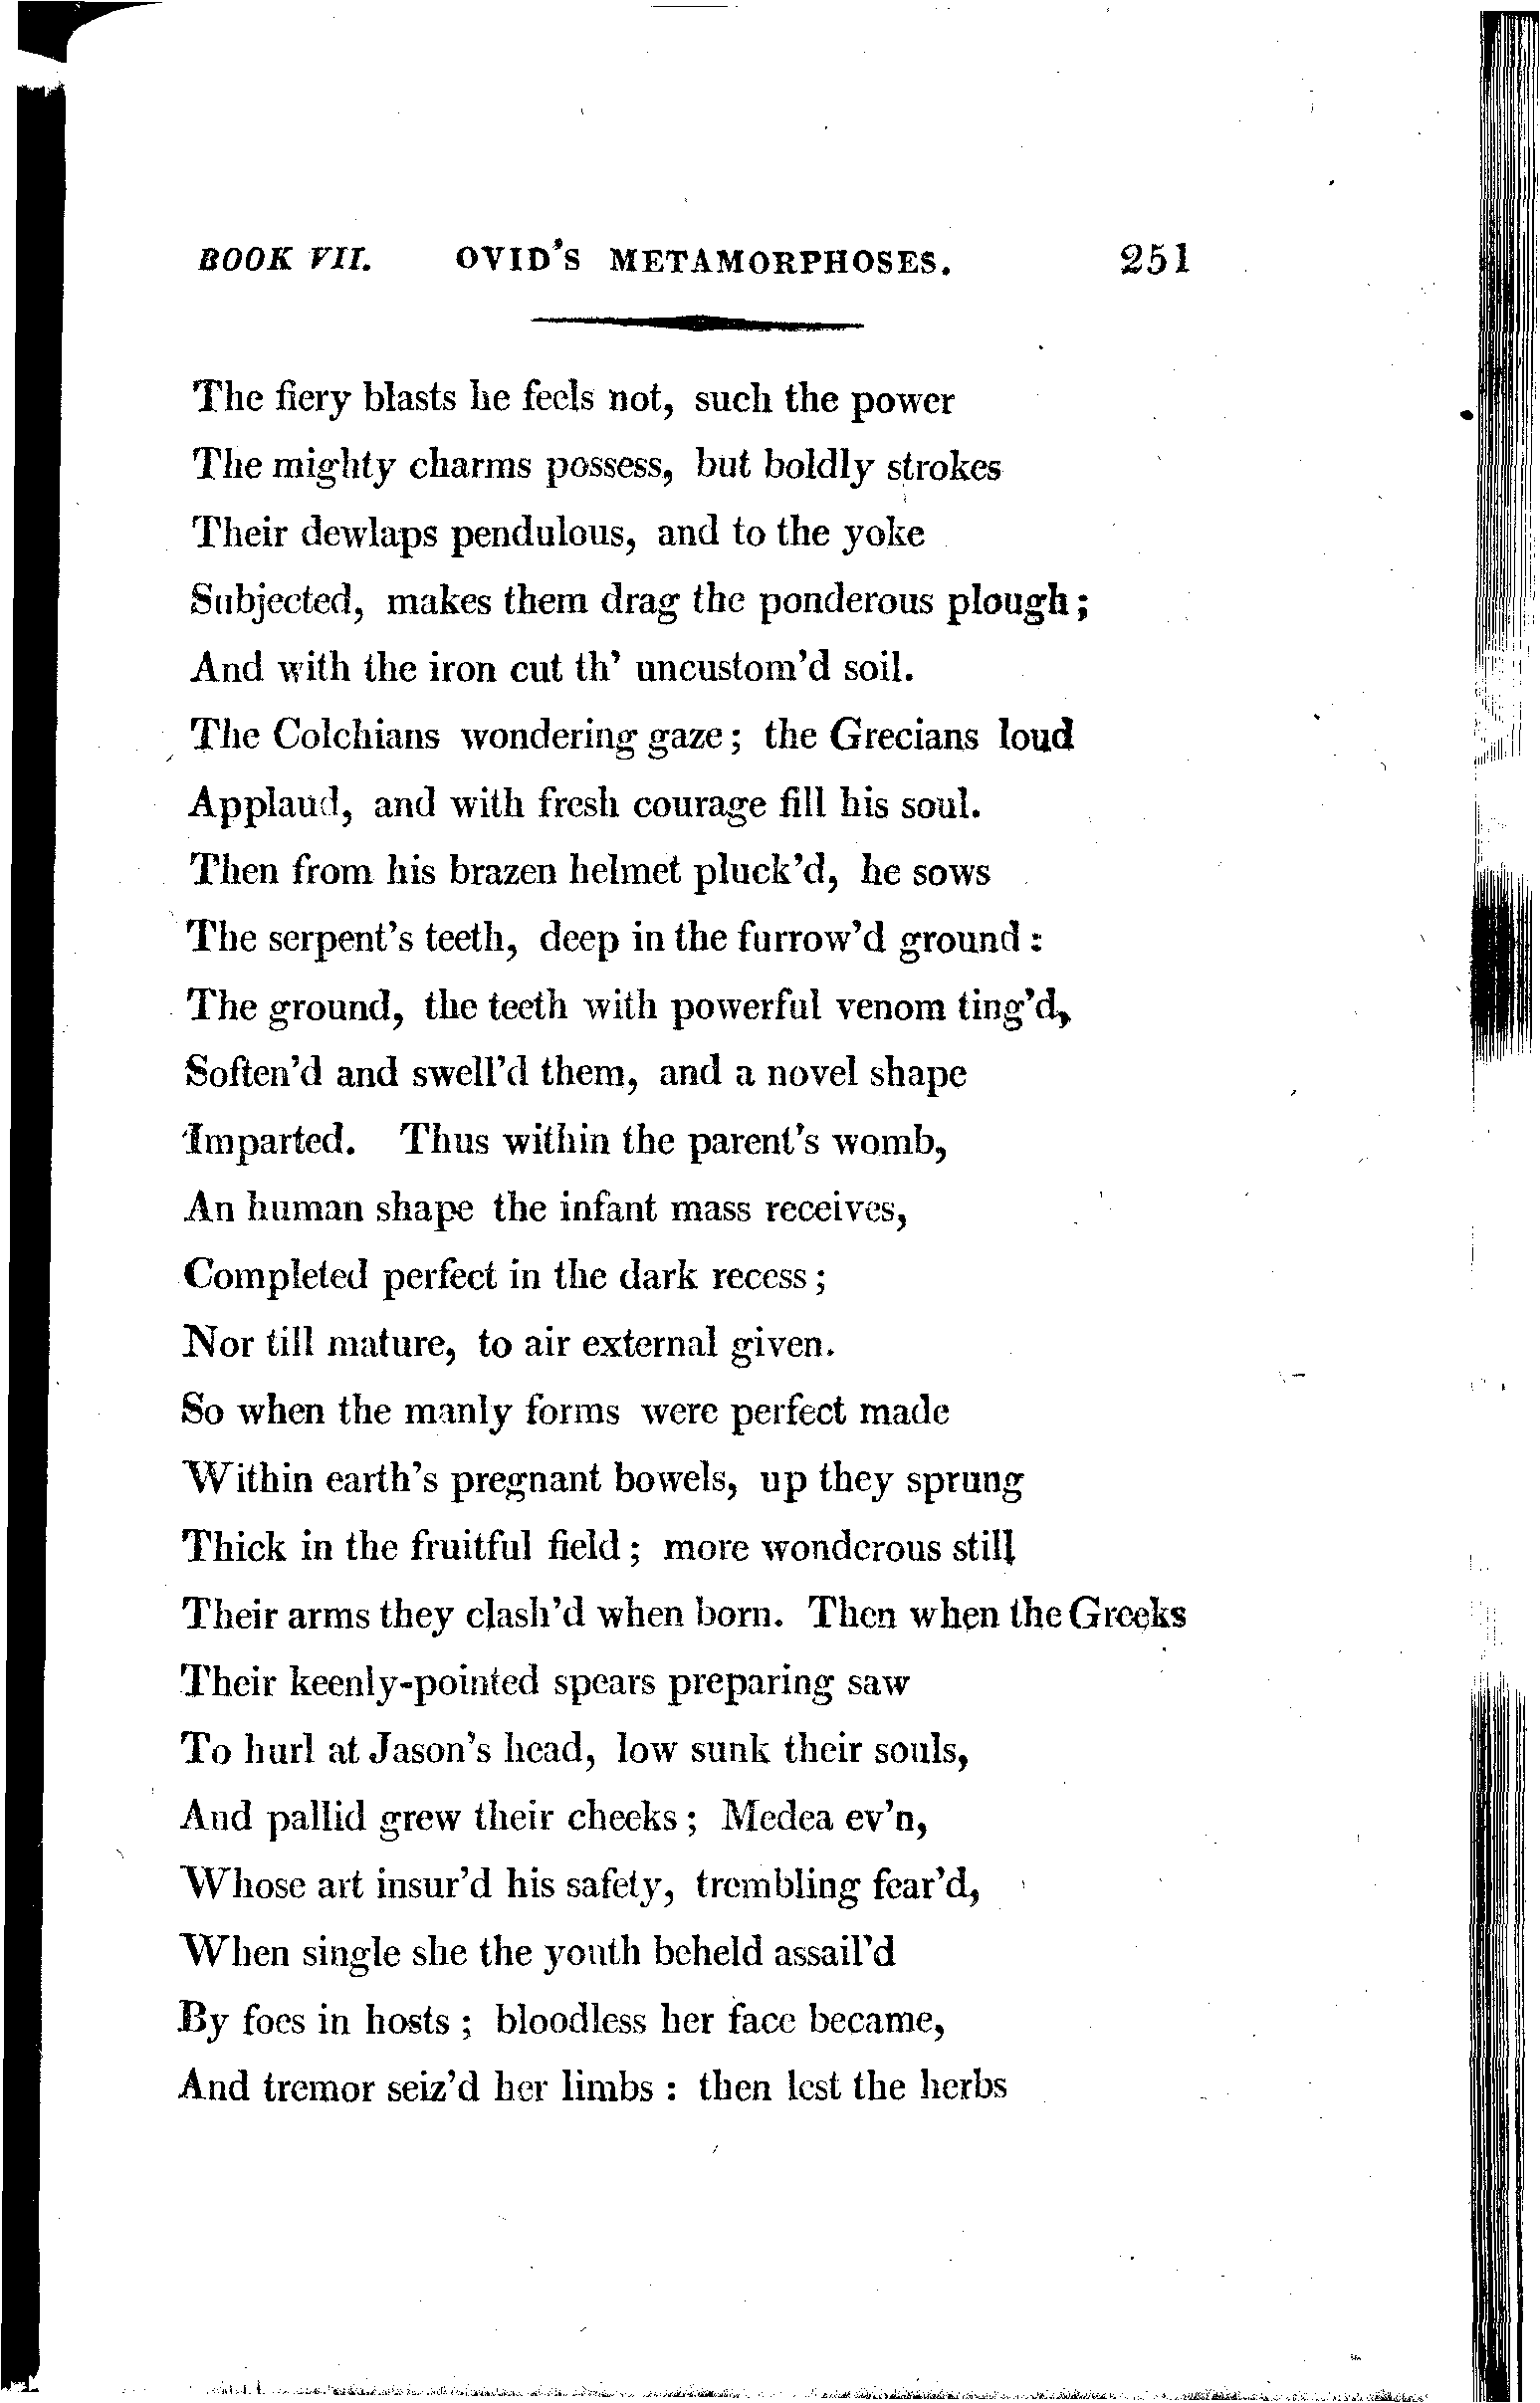 BOOK VII. OVID'S METAMORPHOSES. 251
The fiery blasts he feels not, such the power
The mighty charms possess, but boldly strokes
Their dewlaps pendulous, and to the yoke
Subjected, makes them drag the ponderous plough;
And with the iron cut th' uncustom'd soil.
The Colchians wondering gaze; the Grecians loud
Applaud, and with fresh courage fill his soul.
Then from his brazen helmet pluck'd, he sows
The serpent's teeth, deep in the furrow'd ground:
The ground, the teeth with powerful venom ting'd,
Soften'd and swell'd them, and a novel shape
Imparted. Thus within the parent's womb,
An human shape the infant mass receives,
Completed perfect in the dark recess;
Nor till mature, to air external given.
So when the manly forms were perfect made
Within earth's pregnant bowels, up they sprung
Thick in the fruitful field; more wonderous still
Their arms they clash'd when born. Then when the Greeks
Their keenly-pointed spears preparing saw
To hurl at Jason's head, low sunk their souls,
And pallid grew their cheeks; Medea ev'n,
Whose art insur'd his safety, trembling fear'd,
When single she the youth beheld assail'd
By foes in hosts; bloodless her face became,
And tremor seiz'd her limbs: then lest the herbs